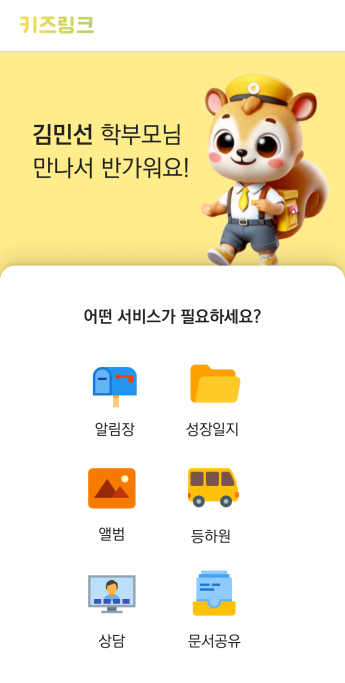 키즈링크
김민선 학부모님
만나서 반가워요!
어떤 서비스가 필요하세요?
알림장 성장일지
앨범 등하원
상담 문서공유